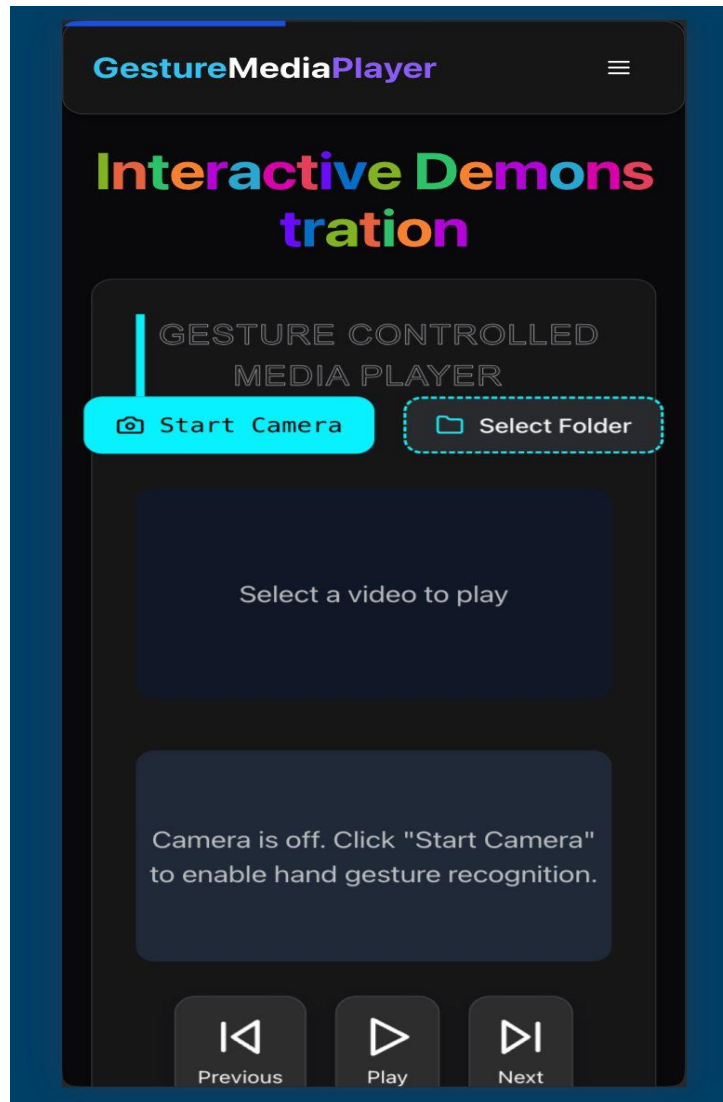 GestureMediaPlayer
Interactive Demons
tration
GESTURE CONTROLLED
MEDIA PLAYER
Start Camera
Select Folder
Select a video to play
Camera is off. Click "Start Camera"
to enable hand gesture recognition.
Previous
Play
Next